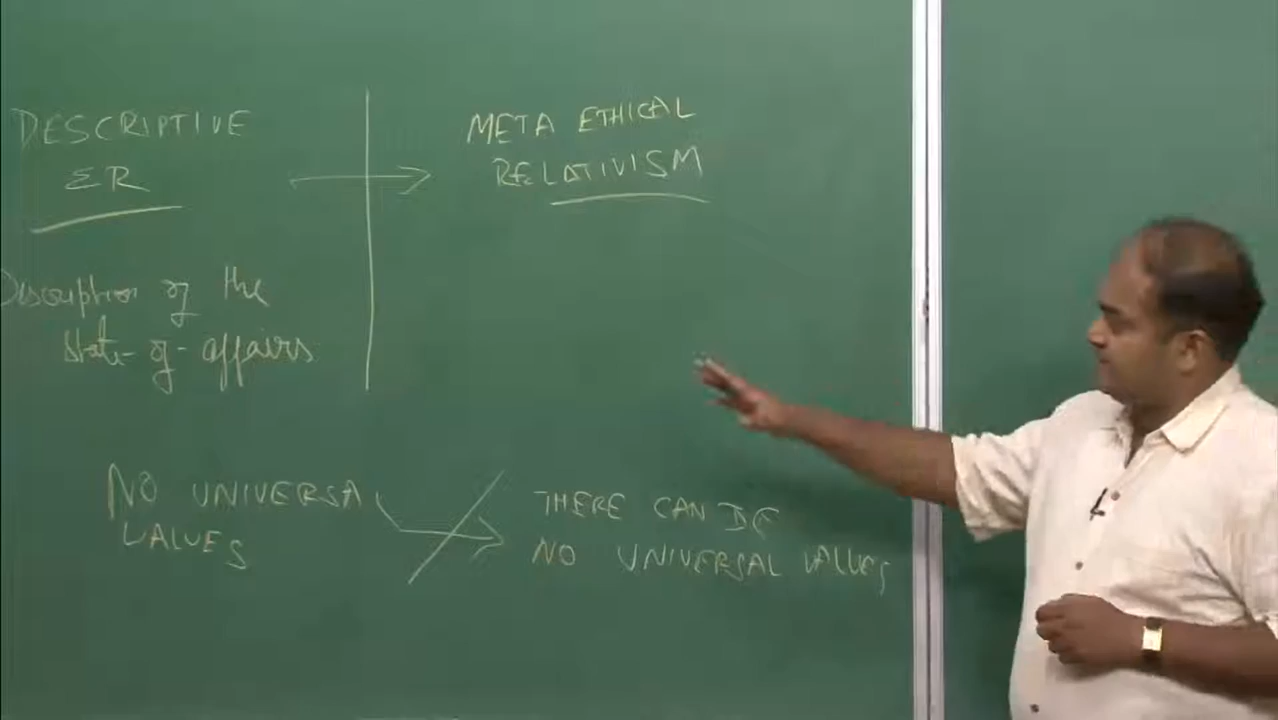 DESCRIPTIVE
ER
META ETHICAL
RELATIVISM
Description of the
state-of-affairs
NO UNIVERSAL
VALUES
THERE CAN BE
NO UNIVERSAL VALUES